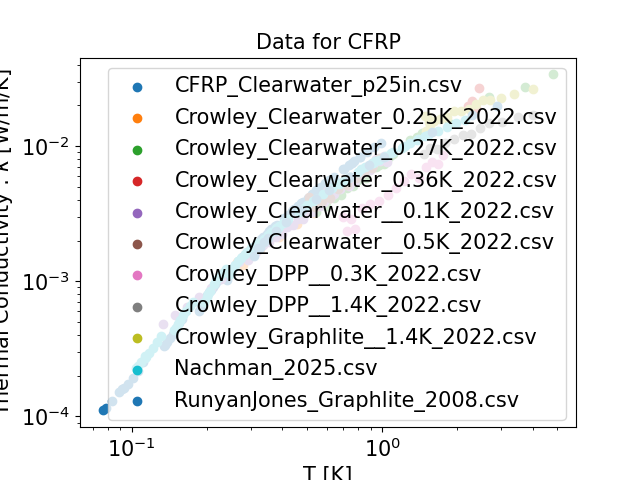 Data for CFRP
Thermal Conductivity : k [W/m/K]
10⁻²
10⁻³
10⁻⁴
CFRP_Clearwater_p25in.csv
Crowley_Clearwater_0.25K_2022.csv
Crowley_Clearwater_0.27K_2022.csv
Crowley_Clearwater_0.36K_2022.csv
Crowley_Clearwater__0.1K_2022.csv
Crowley_Clearwater__0.5K_2022.csv
Crowley_DPP__0.3K_2022.csv
Crowley_DPP__1.4K_2022.csv
Crowley_Graphlite__1.4K_2022.csv
Nachman_2025.csv
RunyanJones_Graphlite_2008.csv
10⁻¹
10⁰
T [K]